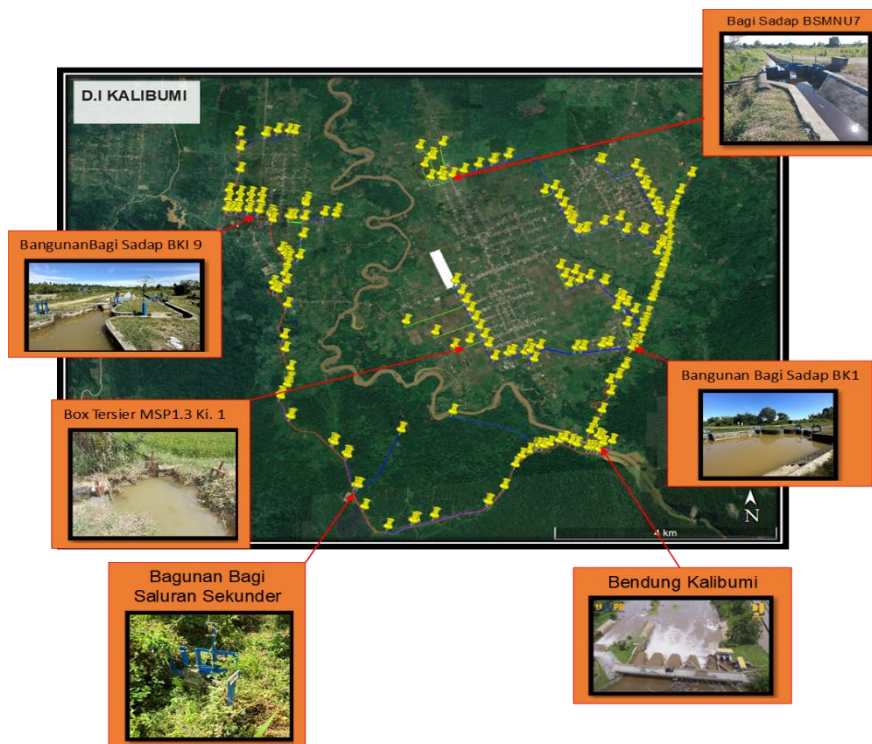 Bagi Sadap BSMNU7
D.I KALIBUMI
BangunanBagi Sadap BKI 9
Bangunan Bagi Sadap BK1
Box Tersier MSP1.3 Ki. 1
N
4 km
Bagunan Bagi
Saluran Sekunder
Bendung Kalibumi